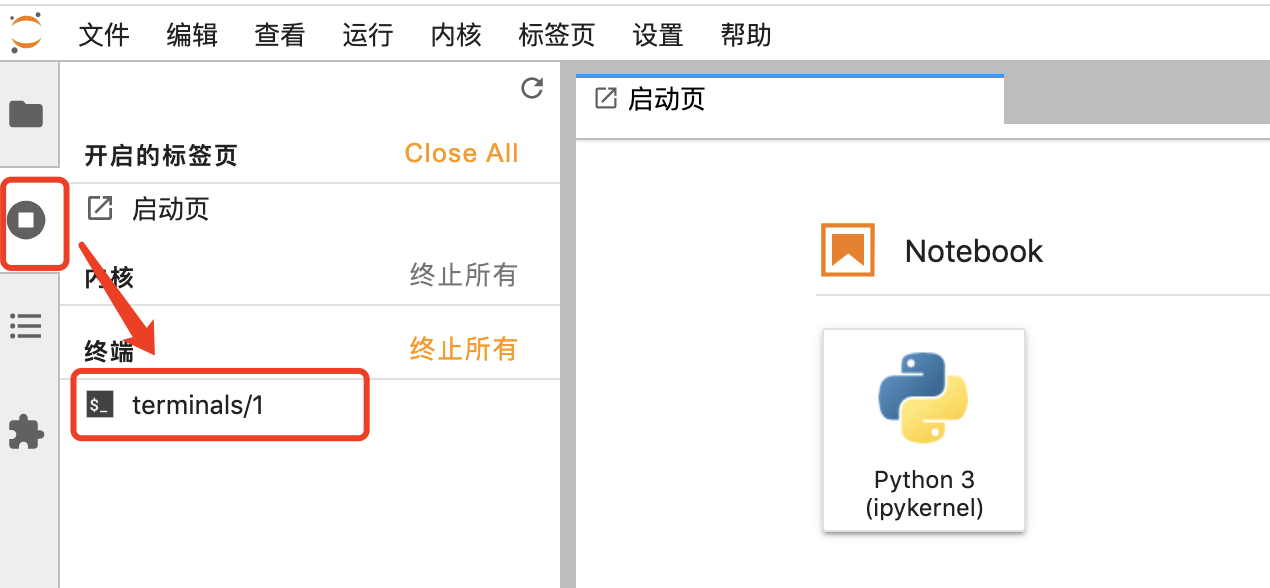 文件 编辑 查看 运行 内核 标签页 设置 帮助
启动页
开启的标签页 Close All
启动页
内核 终止所有
终端 终止所有
$_ terminals/1
Notebook
Python 3
(ipykernel)